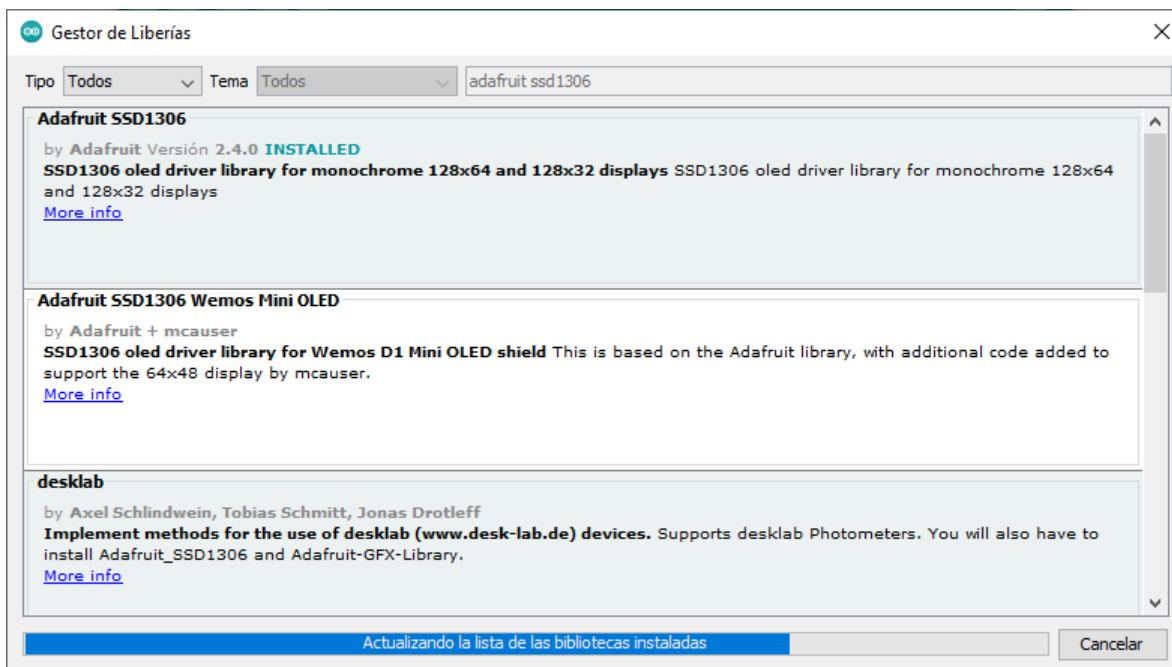 Gestor de Liberías
Tipo Todos Tema Todos adafruit ssd1306
Adafruit SSD1306
by Adafruit Versión 2.4.0 INSTALLED
SSD1306 oled driver library for monochrome 128x64 and 128x32 displays SSD1306 oled driver library for monochrome 128x64
and 128x32 displays
More info
Adafruit SSD1306 Wemos Mini OLED
by Adafruit + mcauser
SSD1306 oled driver library for Wemos D1 Mini OLED shield This is based on the Adafruit library, with additional code added to
support the 64x48 display by mcauser.
More info
desklab
by Axel Schlindwein, Tobias Schmitt, Jonas Drotleff
Implement methods for the use of desklab (www.desk-lab.de) devices. Supports desklab Photometers. You will also have to
install Adafruit_SSD1306 and Adafruit-GFX-Library.
More info
Actualizando la lista de las bibliotecas instaladas
Cancelar